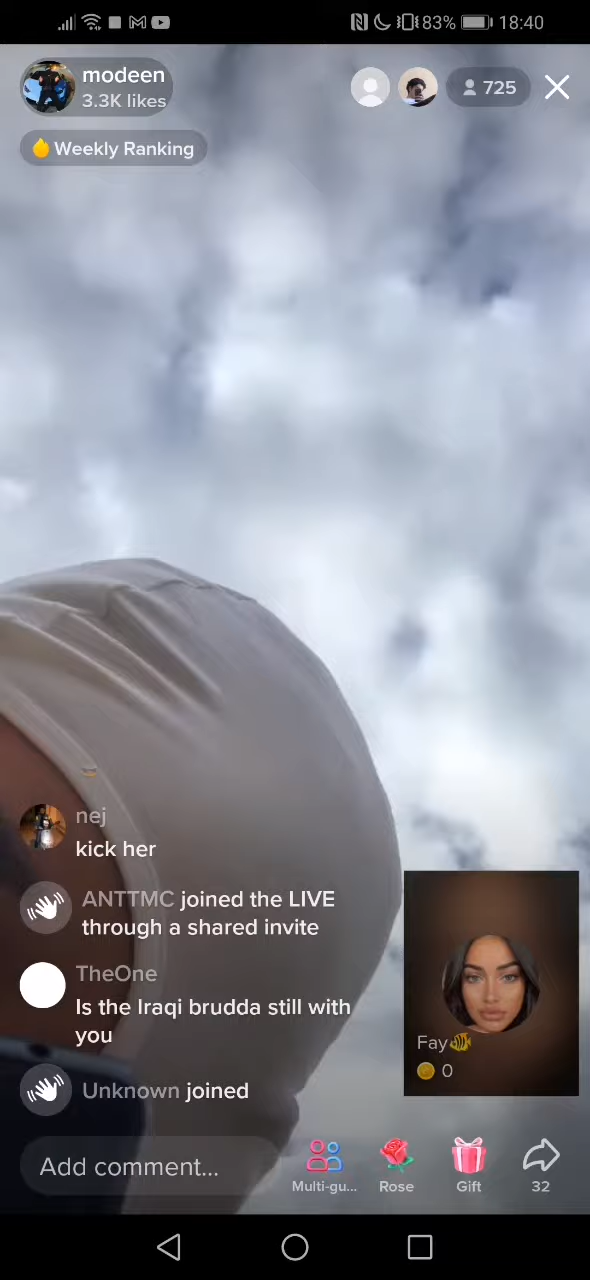 83% 18:40
modeen
3.3K likes
725
Weekly Ranking
nej
kick her
ANTTMC joined the LIVE
through a shared invite
TheOne
Is the Iraqi brudda still with
you
Fay
0
Unknown joined
Add comment...
Multi-gu... Rose Gift 32